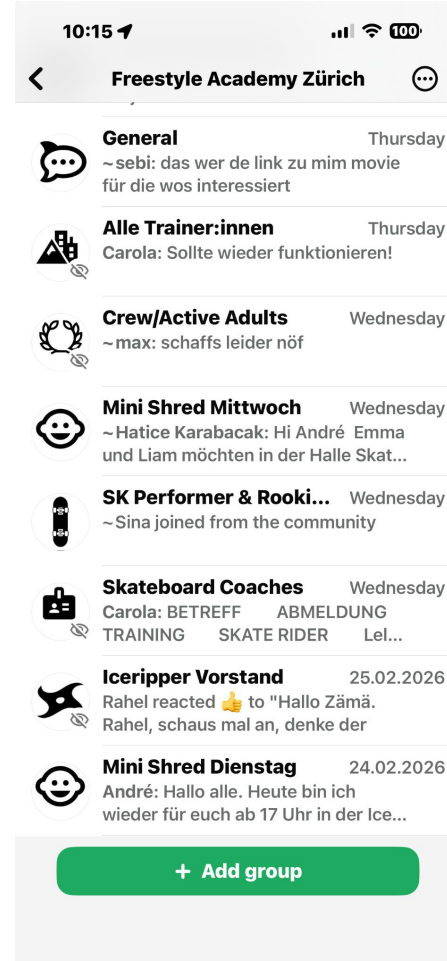 10:15
100
Freestyle Academy Zürich
General Thursday
~sebi: das wer de link zu mim movie
für die wos interessiert
Alle Trainer:innen Thursday
Carola: Sollte wieder funktionieren!
Crew/Active Adults Wednesday
~max: schaffs leider nöf
Mini Shred Mittwoch Wednesday
~Hatice Karabacak: Hi André Emma
und Liam möchten in der Halle Skat...
SK Performer & Rooki... Wednesday
~Sina joined from the community
Skateboard Coaches Wednesday
Carola: BETREFF ABMELDUNG
TRAINING SKATE RIDER Lel...
Iceripper Vorstand 25.02.2026
Rahel reacted 👍 to "Hallo Zämä.
Rahel, schaus mal an, denke der
Mini Shred Dienstag 24.02.2026
André: Hallo alle. Heute bin ich
wieder für euch ab 17 Uhr in der Ice...
+ Add group